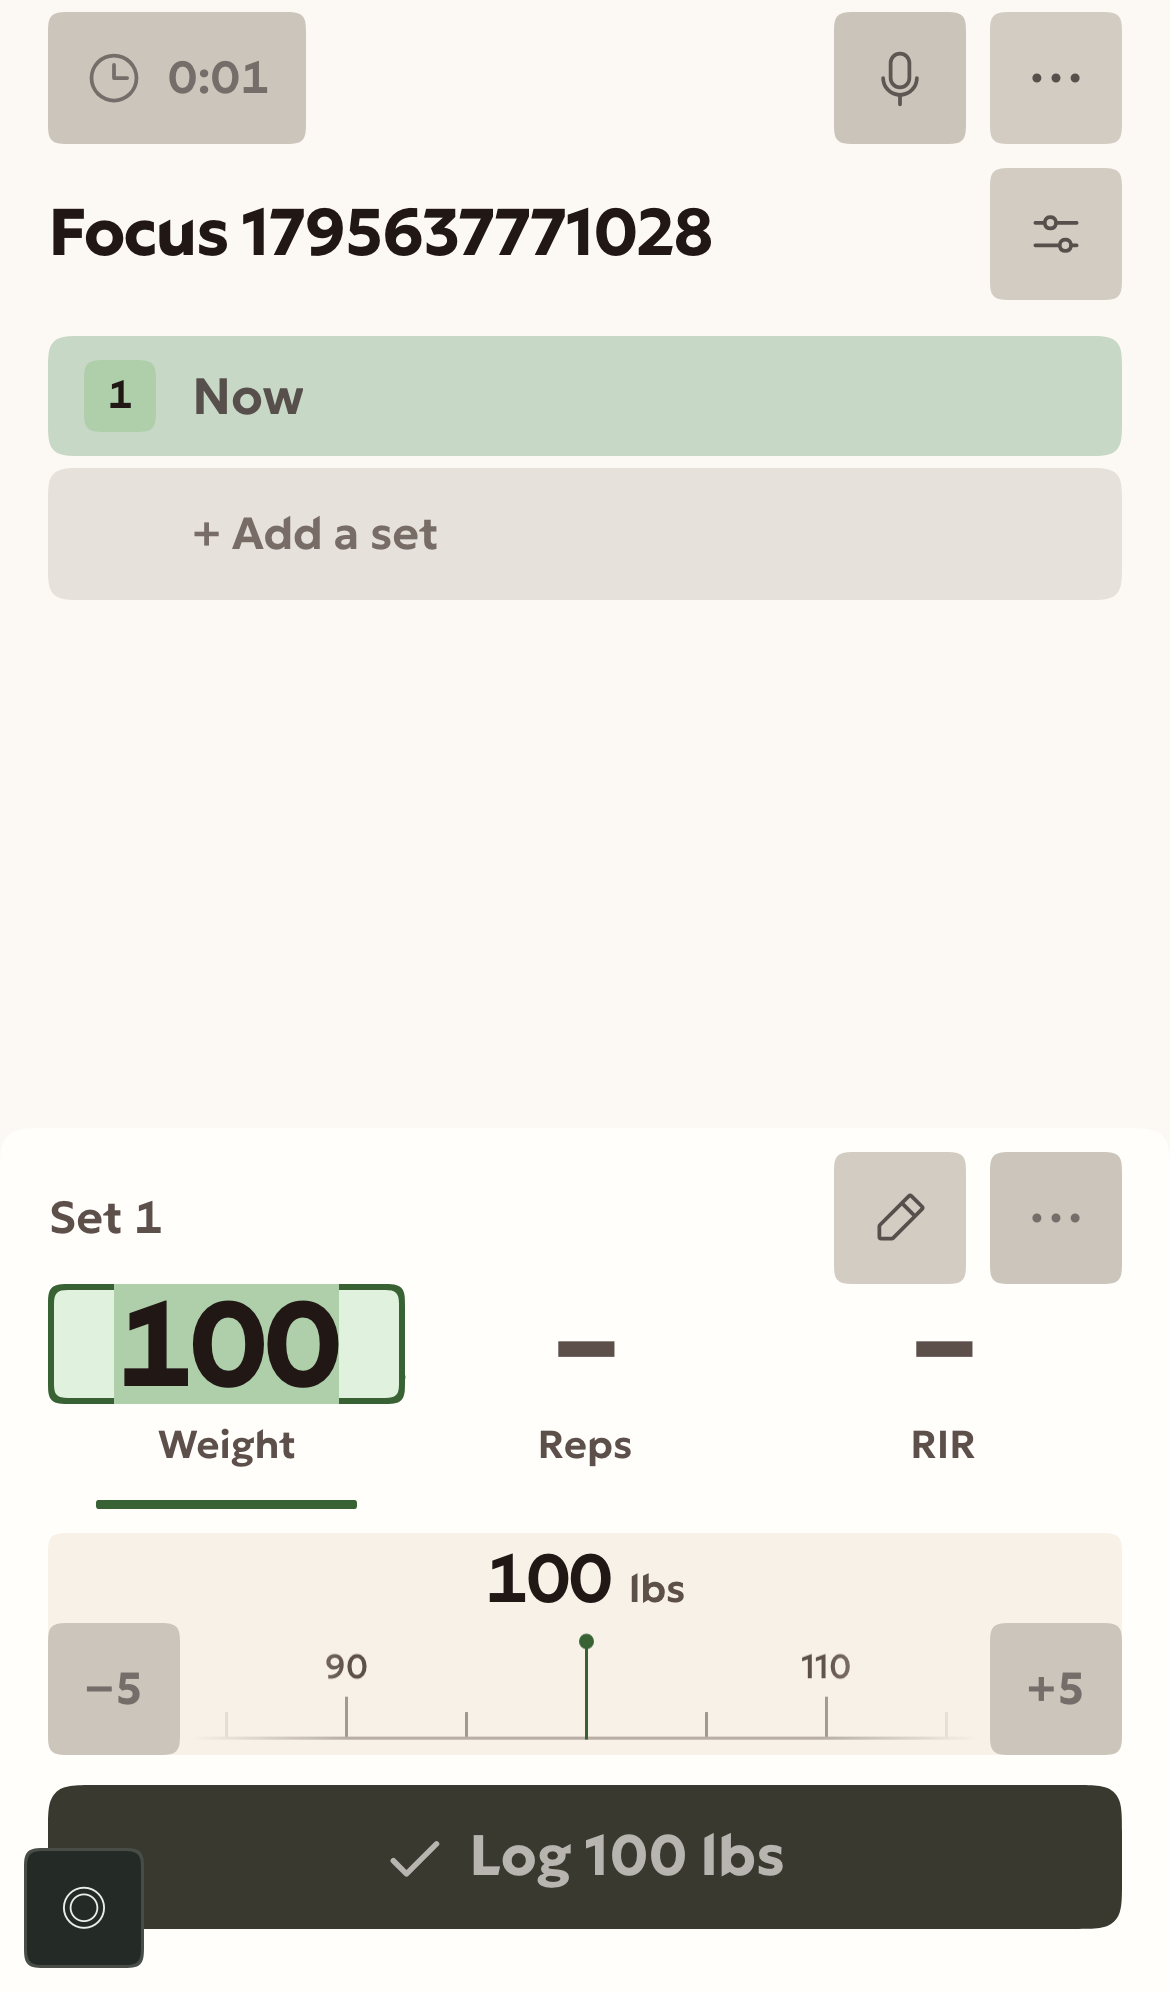 0:01
...
Focus 1795637771028
1 Now
+ Add a set
Set 1
...
100 – –
Weight Reps RIR
100 lbs
90 110
−5 +5
Log 100 lbs